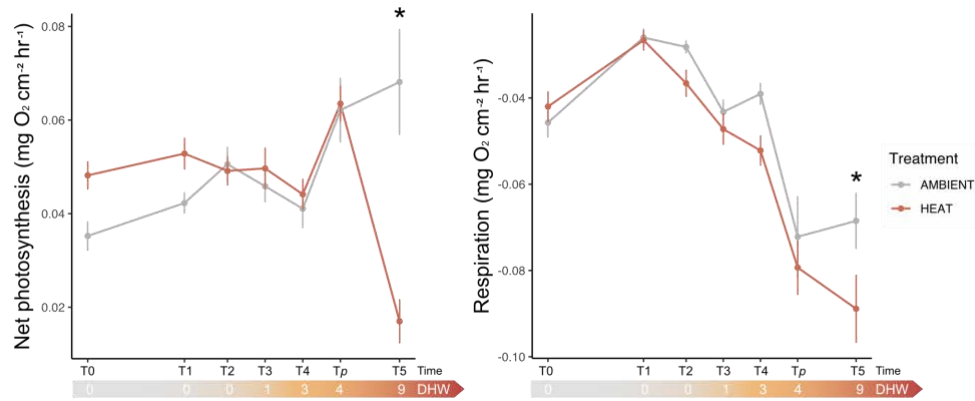 *
0.08
0.06
0.04
0.02
Net photosynthesis (mg O₂ cm⁻² hr⁻¹)
T0 T1 T2 T3 T4 Tp T5 Time
0 0 0 1 3 4 9 DHW
*
-0.04
-0.06
-0.08
-0.10
Respiration (mg O₂ cm⁻² hr⁻¹)
T0 T1 T2 T3 T4 Tp T5 Time
0 0 0 1 3 4 9 DHW
Treatment
AMBIENT
HEAT